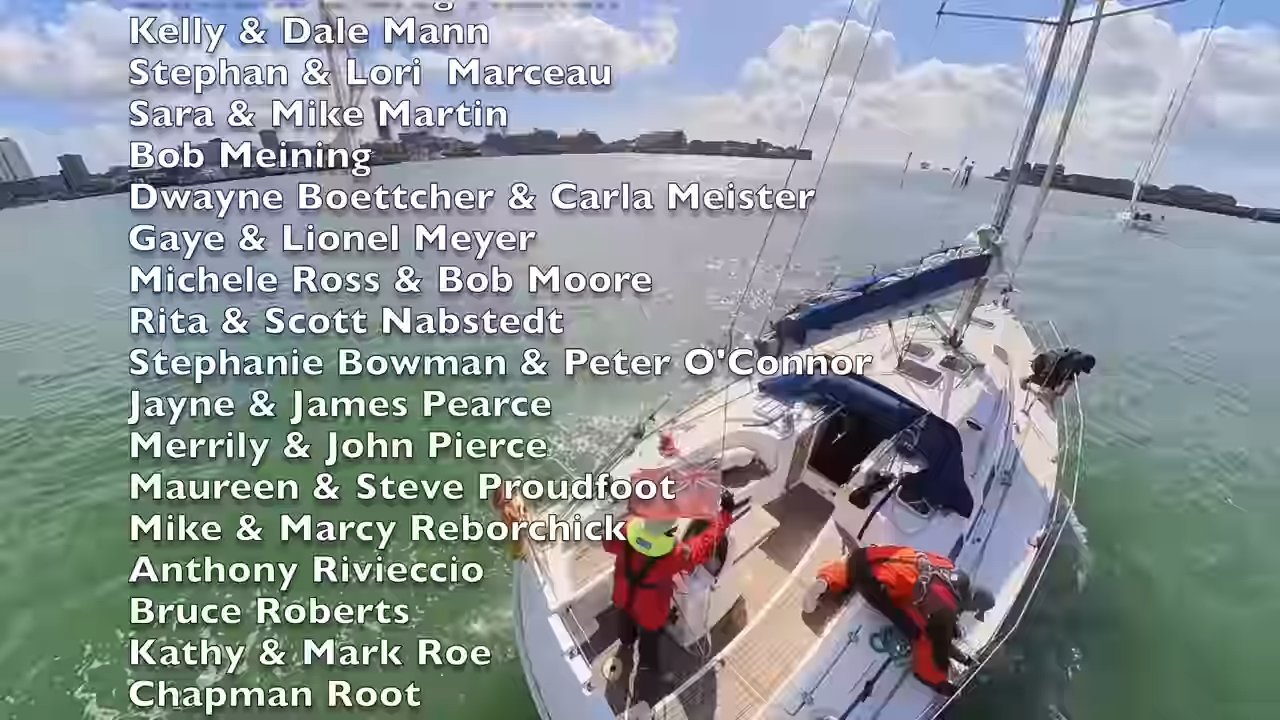 Kelly & Dale Mann
Stephan & Lori  Marceau
Sara & Mike Martin
Bob Meining
Dwayne Boettcher & Carla Meister
Gaye & Lionel Meyer
Michele Ross & Bob Moore
Rita & Scott Nabstedt
Stephanie Bowman & Peter O'Connor
Jayne & James Pearce
Merrily & John Pierce
Maureen & Steve Proudfoot
Mike & Marcy Reborchick
Anthony Rivieccio
Bruce Roberts
Kathy & Mark Roe
Chapman Root